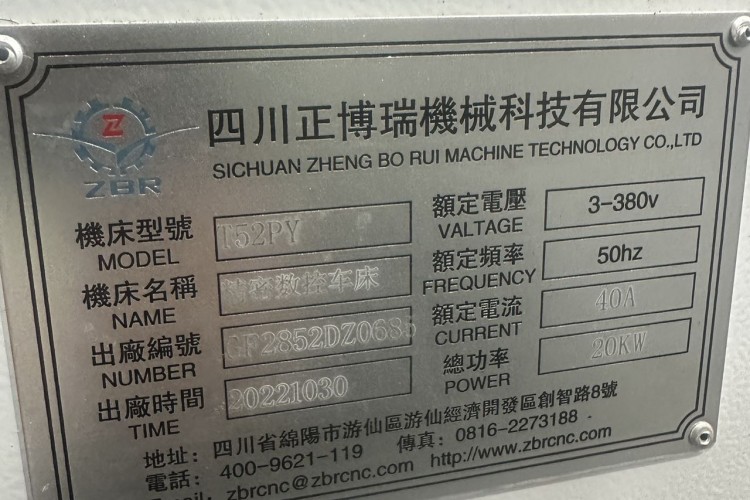 Z
ZBR
四川正博瑞機械科技有限公司
SICHUAN ZHENG BO RUI MACHINE TECHNOLOGY CO.,LTD
機床型號 T52PY 額定電壓 3-380v
MODEL VALTAGE
機床名稱 精密数控车床 額定頻率 50hz
NAME FREQUENCY
出廠編號 額定電流 40A
NUMBER CURRENT
出廠時間 20221030 總功率 20KW
TIME POWER
地址: 四川省綿陽市游仙區游仙經濟開發區創智路8號
電話: 400-9621-119 傳真: 0816-2273188
zbrcnc@zbrcnc.com http://www.zbrcnc.com